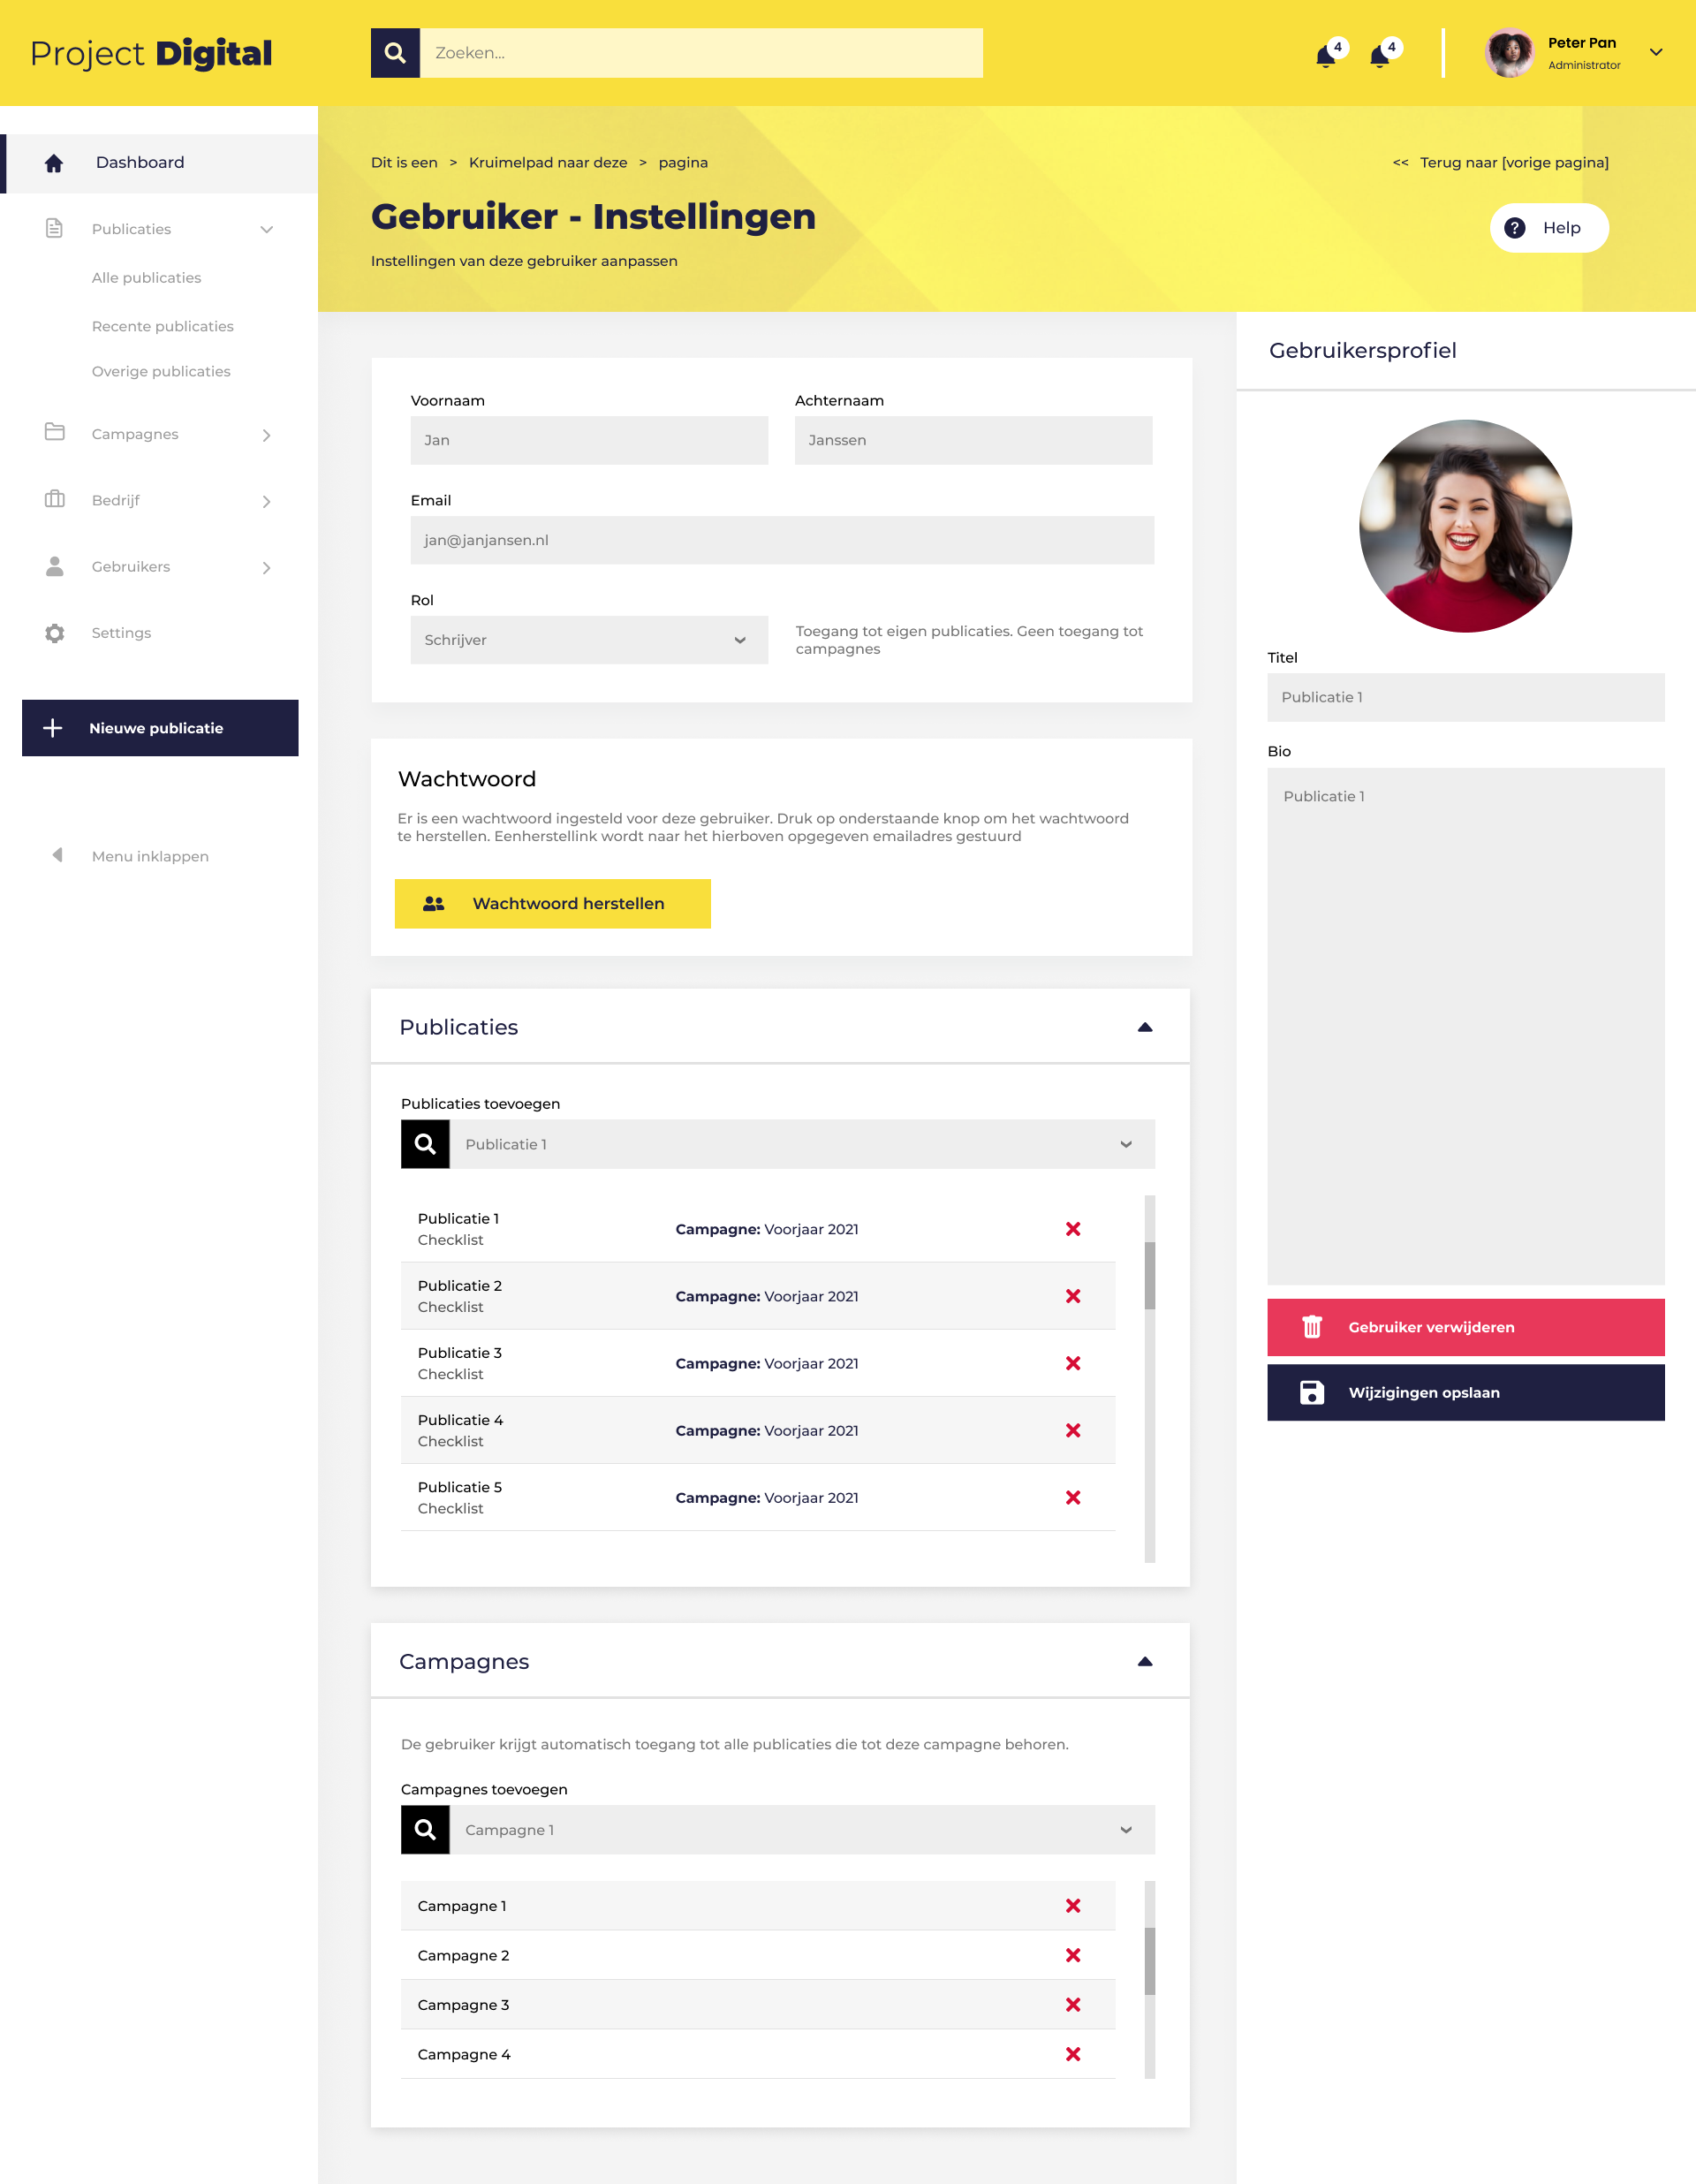 Project Digital
Zoeken...
4
4
Peter Pan
Administrator
Dashboard
Publicaties
Alle publicaties
Recente publicaties
Overige publicaties
Campagnes
Bedrijf
Gebruikers
Settings
Nieuwe publicatie
Menu inklappen
Dit is een > Kruimelpad naar deze > pagina
<< Terug naar [vorige pagina]
Gebruiker - Instellingen
Instellingen van deze gebruiker aanpassen
? Help
Voornaam
Achternaam
Jan
Janssen
Email
jan@janjansen.nl
Rol
Schrijver
Toegang tot eigen publicaties. Geen toegang tot
campagnes
Wachtwoord
Er is een wachtwoord ingesteld voor deze gebruiker. Druk op onderstaande knop om het wachtwoord
te herstellen. Eenherstellink wordt naar het hierboven opgegeven emailadres gestuurd
Wachtwoord herstellen
Publicaties
Publicaties toevoegen
Publicatie 1
Publicatie 1
Checklist
Campagne: Voorjaar 2021
Publicatie 2
Checklist
Campagne: Voorjaar 2021
Publicatie 3
Checklist
Campagne: Voorjaar 2021
Publicatie 4
Checklist
Campagne: Voorjaar 2021
Publicatie 5
Checklist
Campagne: Voorjaar 2021
Campagnes
De gebruiker krijgt automatisch toegang tot alle publicaties die tot deze campagne behoren.
Campagnes toevoegen
Campagne 1
Campagne 1
Campagne 2
Campagne 3
Campagne 4
Gebruikersprofiel
Titel
Publicatie 1
Bio
Publicatie 1
Gebruiker verwijderen
Wijzigingen opslaan